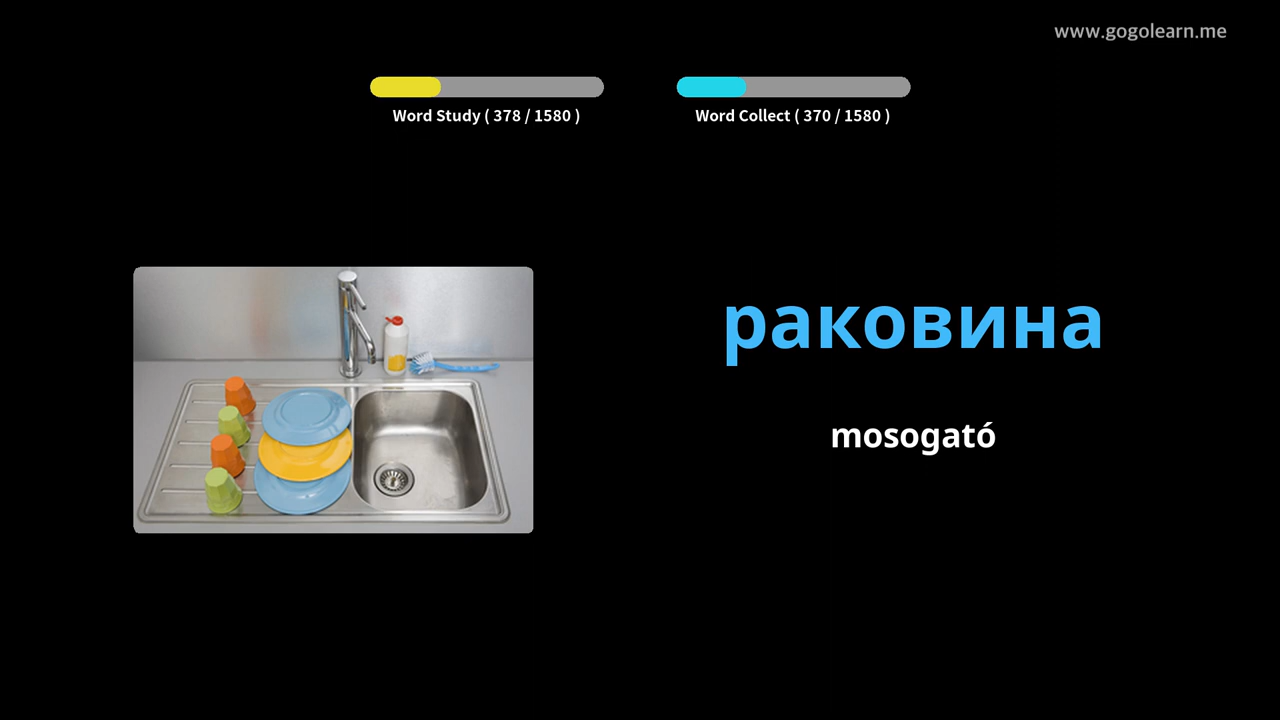 www.gogolearn.me
Word Study ( 378 / 1580 )
Word Collect ( 370 / 1580 )
раковина
mosogató